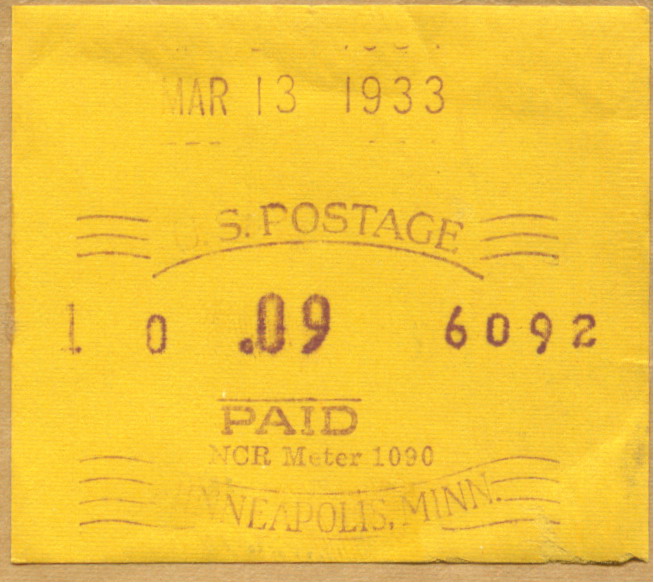 MAR 13 1933
U. S. POSTAGE
1 0 .09 6092
PAID
NCR Meter 1090
MINNEAPOLIS, MINN.